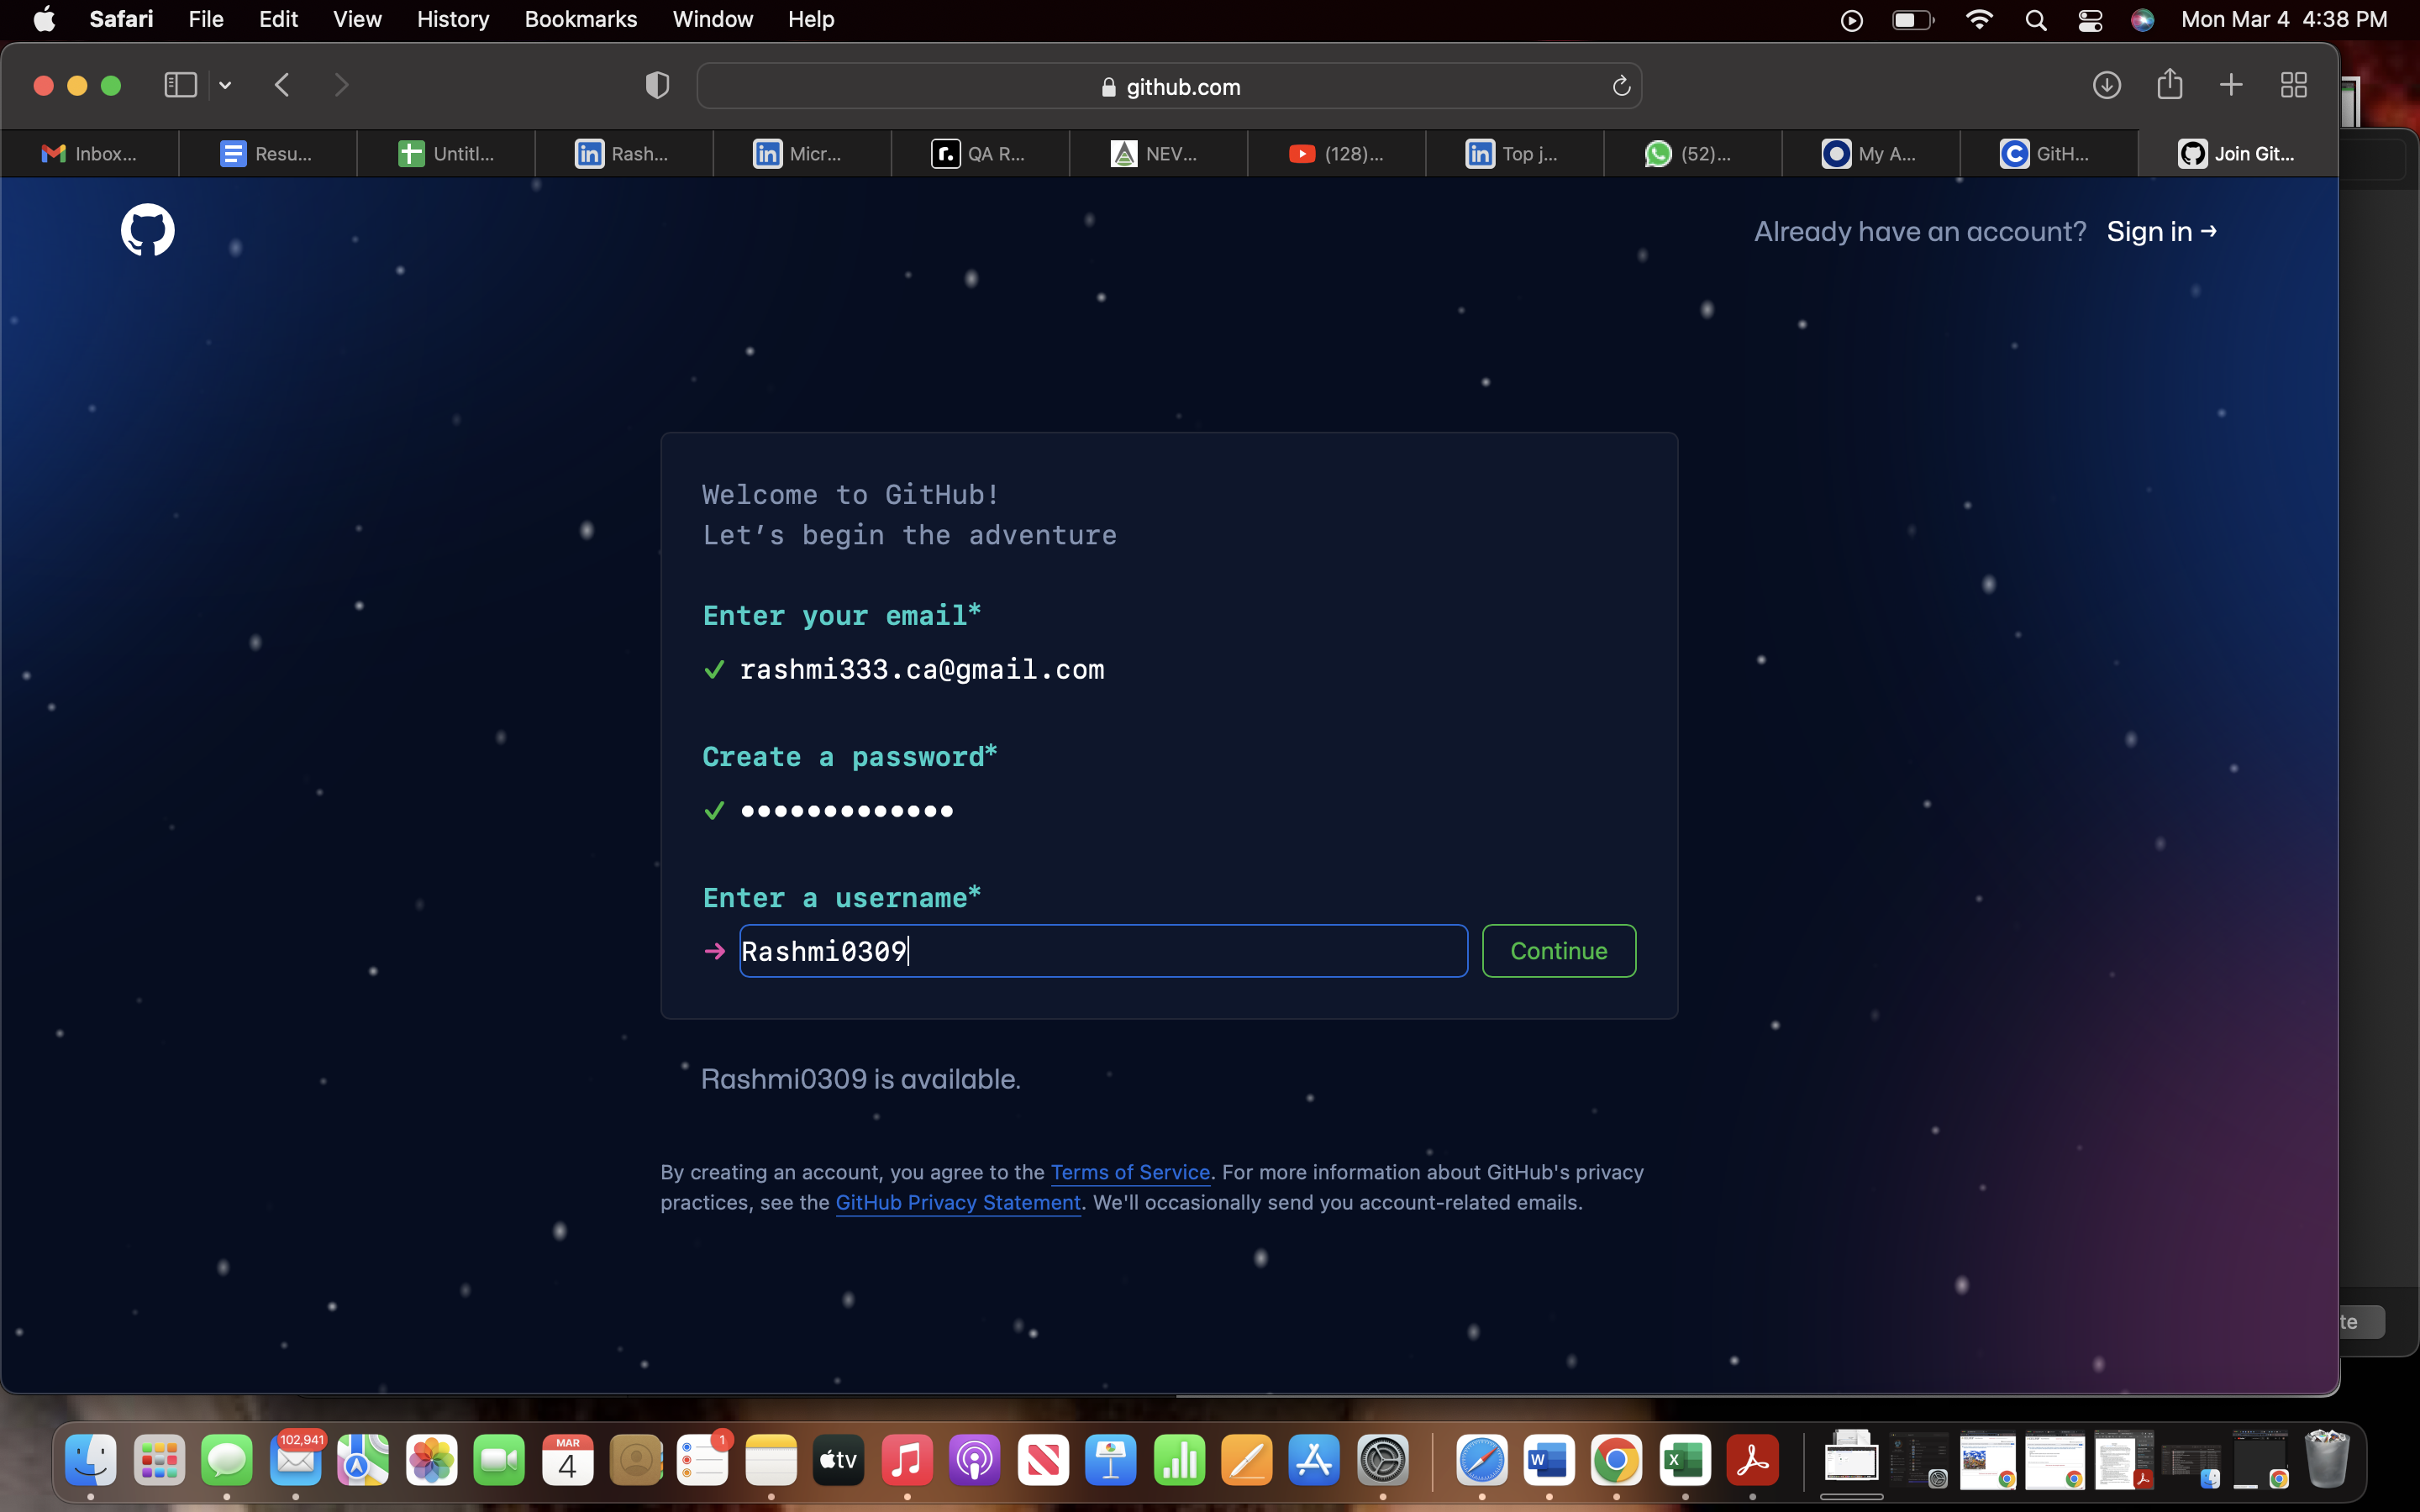 Safari File Edit View History Bookmarks Window Help Mon Mar 4 4:38 PM
github.com
Inbox... Resu... Untitl... Rash... Micr... QA R... NEV... (128)... Top j... (52)... My A... GitH... Join Git...
Already have an account? Sign in →
Welcome to GitHub!
Let's begin the adventure
Enter your email*
✓ rashmi333.ca@gmail.com
Create a password*
✓ •••••••••••••
Enter a username*
→ Rashmi0309 Continue
Rashmi0309 is available.
By creating an account, you agree to the Terms of Service. For more information about GitHub's privacy
practices, see the GitHub Privacy Statement. We'll occasionally send you account-related emails.
te
102,941 MAR 4 1 tv W X